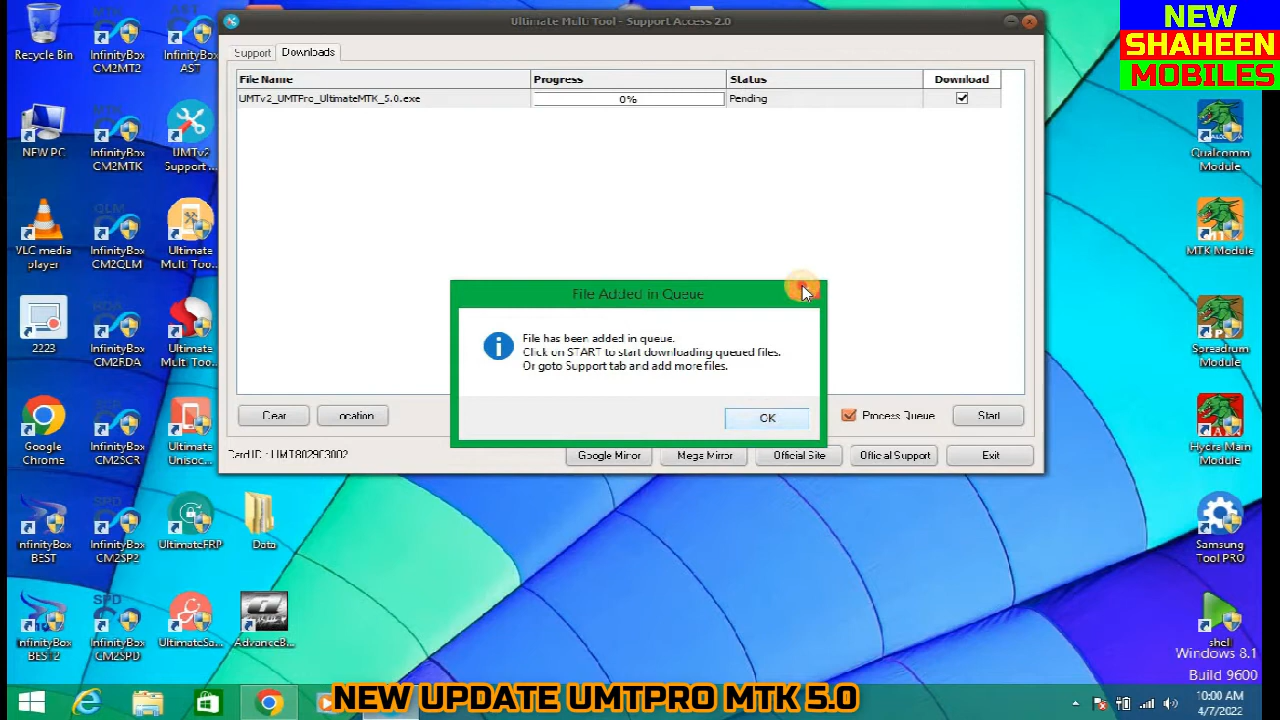 Ultimate Multi Tool - Support Access 2.0
NEW
SHAHEEN
MOBILES
Support
Downloads
File Name
Progress
Status
Download
UMTv2_UMTPro_UltimateMTK_5.0.exe
0%
Pending
File Added in Queue
File has been added in queue.
Click on START to start downloading queued files.
Or goto Support tab and add more files.
OK
Clear
Location
Process Queue
Start
Google Mirror
Mega Mirror
Official Site
Official Support
Exit
Recycle Bin
InfinityBox
CM2MT2
InfinityBox
AST
NEW PC
InfinityBox
CM2MTK
UMTv2
Support ...
VLC media
player
InfinityBox
CM2QLM
Ultimate
Multi Too...
2223
InfinityBox
CM2RDA
Ultimate
Multi Too...
Google
Chrome
InfinityBox
CM2SCR
Ultimate
Unisoc...
InfinityBox
BEST
InfinityBox
CM2SP2
UltimateFRP
Data
InfinityBox
BEST2
InfinityBox
CM2SPD
UltimateSa...
AdvanceB...
Qualcomm
Module
MTK Module
Spreadrum
Module
Hydra Main
Module
Samsung
Tool PRO
shell
Windows 8.1
Build 9600
10:00 AM
4/7/2022
NEW UPDATE UMTPRO MTK 5.0